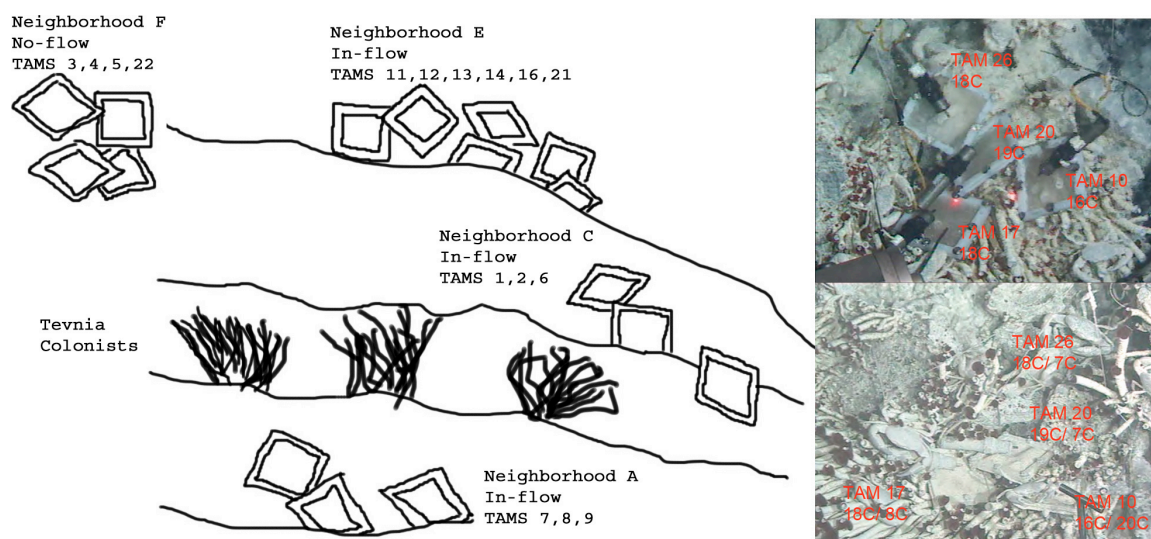 Neighborhood F
No-flow
TAMS 3,4,5,22
Neighborhood E
In-flow
TAMS 11,12,13,14,16,21
Neighborhood C
In-flow
TAMS 1,2,6
Tevnia
Colonists
Neighborhood A
In-flow
TAMS 7,8,9
TAM 26
18C
TAM 20
19C
TAM 10
16C
TAM 17
18C
TAM 26
18C/ 7C
TAM 20
19C/ 7C
TAM 17
18C/ 8C
TAM 10
16C/ 20C